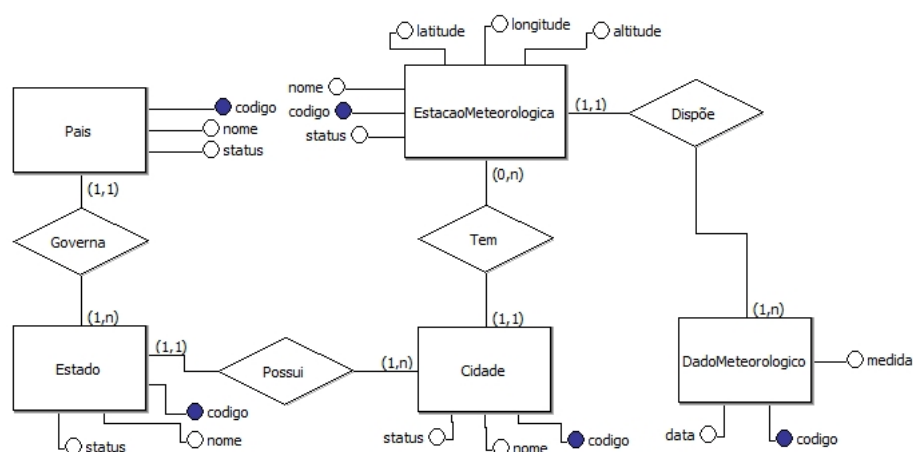 latitude
longitude
altitude
nome
codigo
status
EstacaoMeteorologica
(1,1)
Dispõe
Pais
codigo
nome
status
(1,1)
(0,n)
Governa
Tem
(1,n)
(1,1)
(1,n)
Estado
(1,1)
Possui
(1,n)
Cidade
DadoMeteorologico
medida
codigo
status
nome
status
nome
codigo
data
codigo